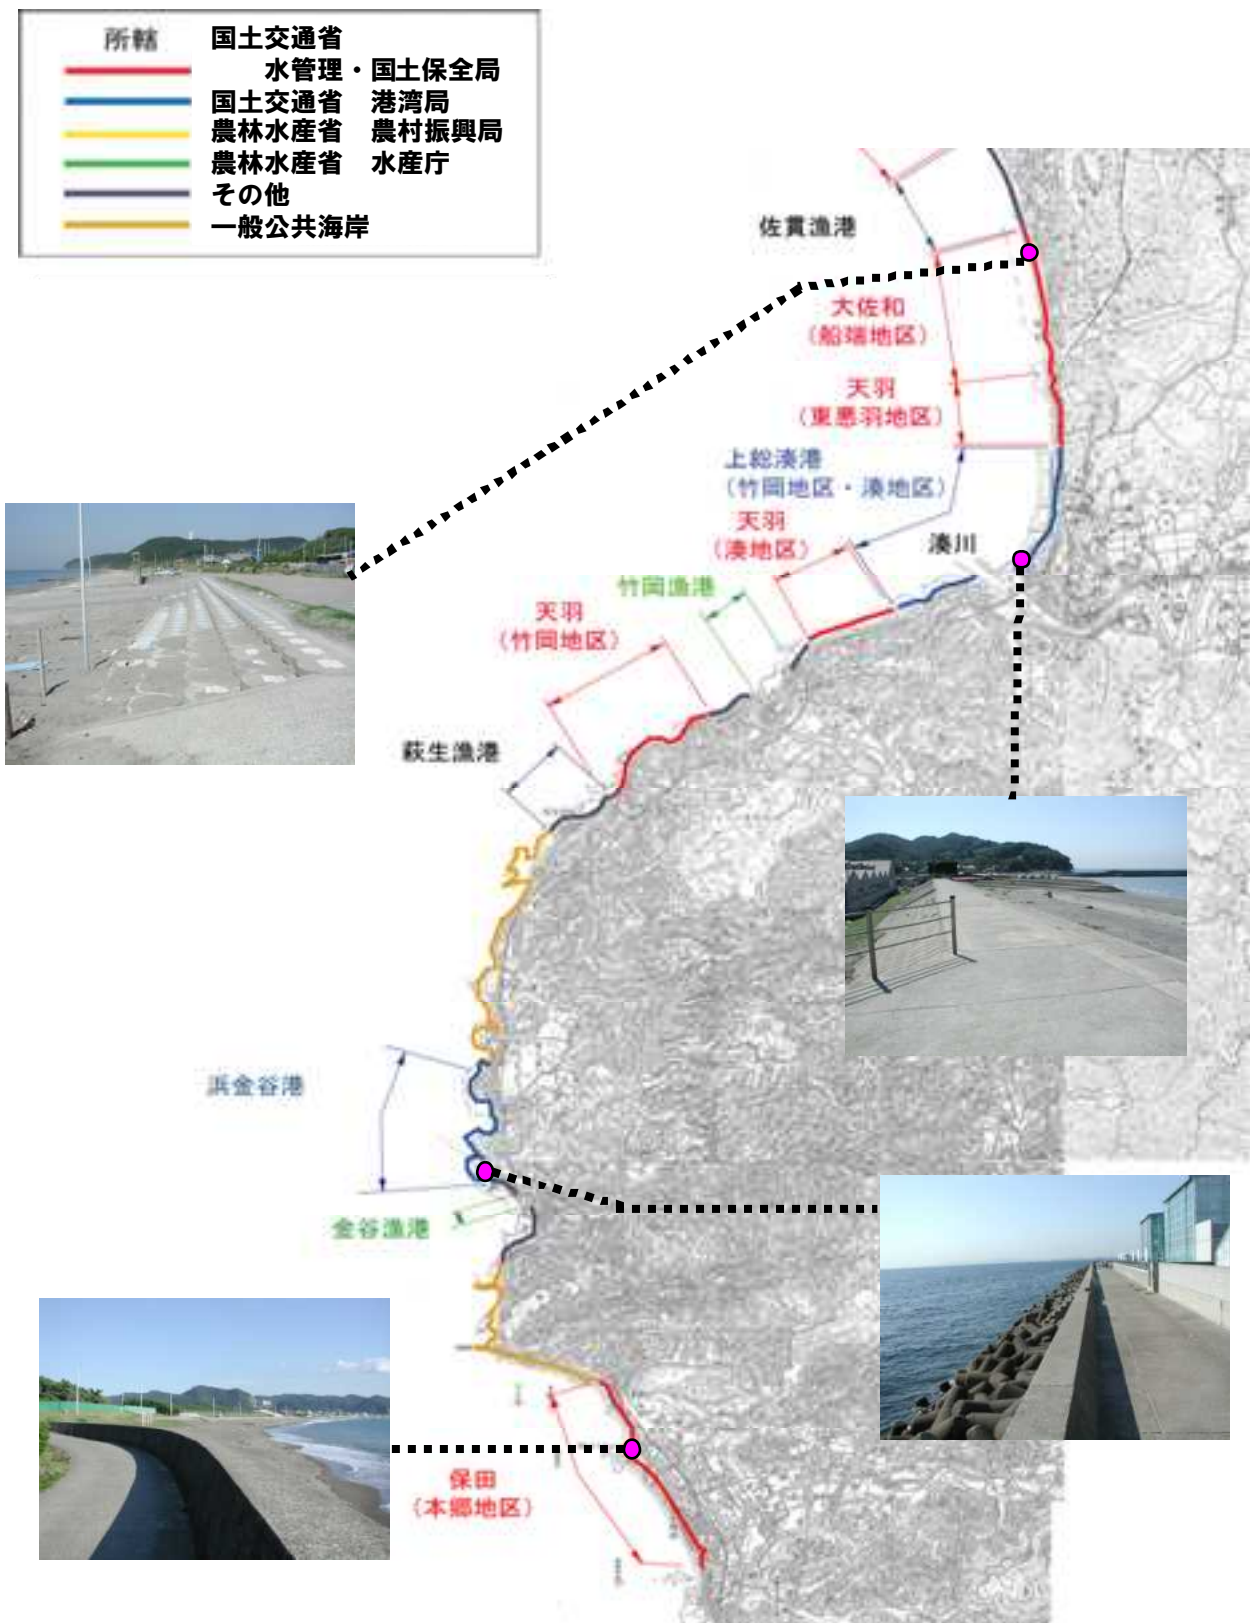 所轄 国土交通省
水管理・国土保全局
国土交通省 港湾局
農林水産省 農村振興局
農林水産省 水産庁
その他
一般公共海岸
佐貫漁港
大佐和
(船端地区)
天羽
上総湊港
(竹岡地区・湊地区)
天羽
(湊地区)
湊川
竹岡漁港
天羽
(竹岡地区)
萩生漁港
浜金谷港
金谷漁港
保田
(本郷地区)